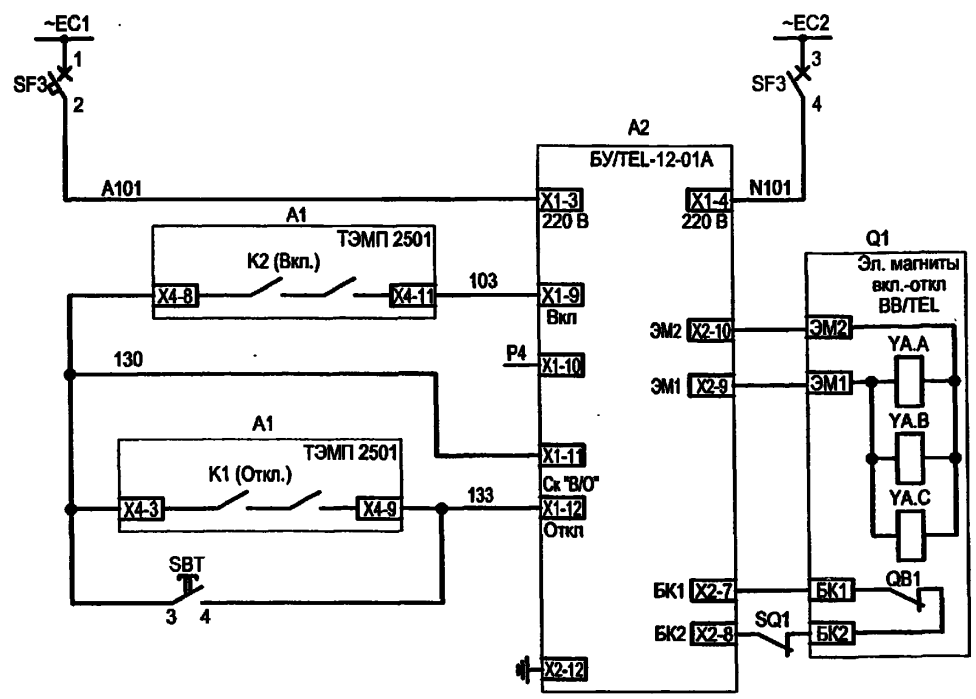 ~EC1
~EC2
1
3
SF3
SF3
2
4
A2
БУ/TEL-12-01А
A101
N101
X1-3
X1-4
220 В
220 В
A1
ТЭМП 2501
K2 (Вкл.)
X4-8
X4-11
103
X1-9
Вкл
Q1
Эл. магниты
вкл.-откл
BB/TEL
ЭМ2
X2-10
ЭМ2
YA.A
P4
X1-10
130
ЭМ1
X2-9
ЭМ1
A1
ТЭМП 2501
YA.B
K1 (Откл.)
X1-11
Ск "В/О"
X4-3
X4-9
133
X1-12
Откл
YA.C
SBT
3
4
БК1
X2-7
БК1
QB1
БК2
X2-8
SQ1
БК2
X2-12